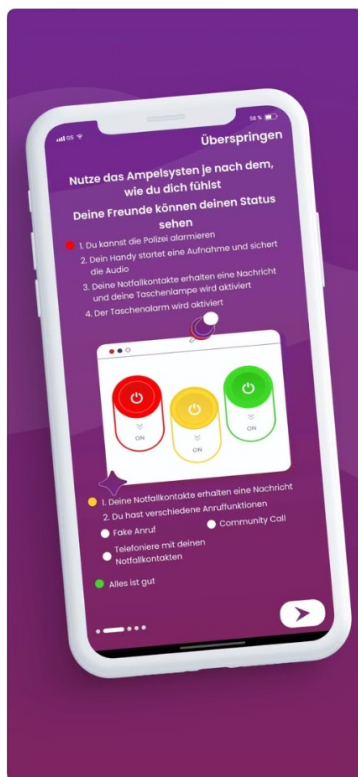 58 %
Überspringen
Nutze das Ampelsysten je nach dem,
wie du dich fühlst
Deine Freunde können deinen Status
sehen
1. Du kannst die Polizei alarmieren
2. Dein Handy startet eine Aufnahme und sichert
die Audio
3. Deine Notfallkontakte erhalten eine Nachricht
und deine Taschenlampe wird aktiviert
4. Der Taschenalarm wird aktiviert
ON
ON
ON
1. Deine Notfallkontakte erhalten eine Nachricht
2. Du hast verschiedene Anruffunktionen
Fake Anruf
Community Call
Telefoniere mit deinen
Notfallkontakten
Alles ist gut